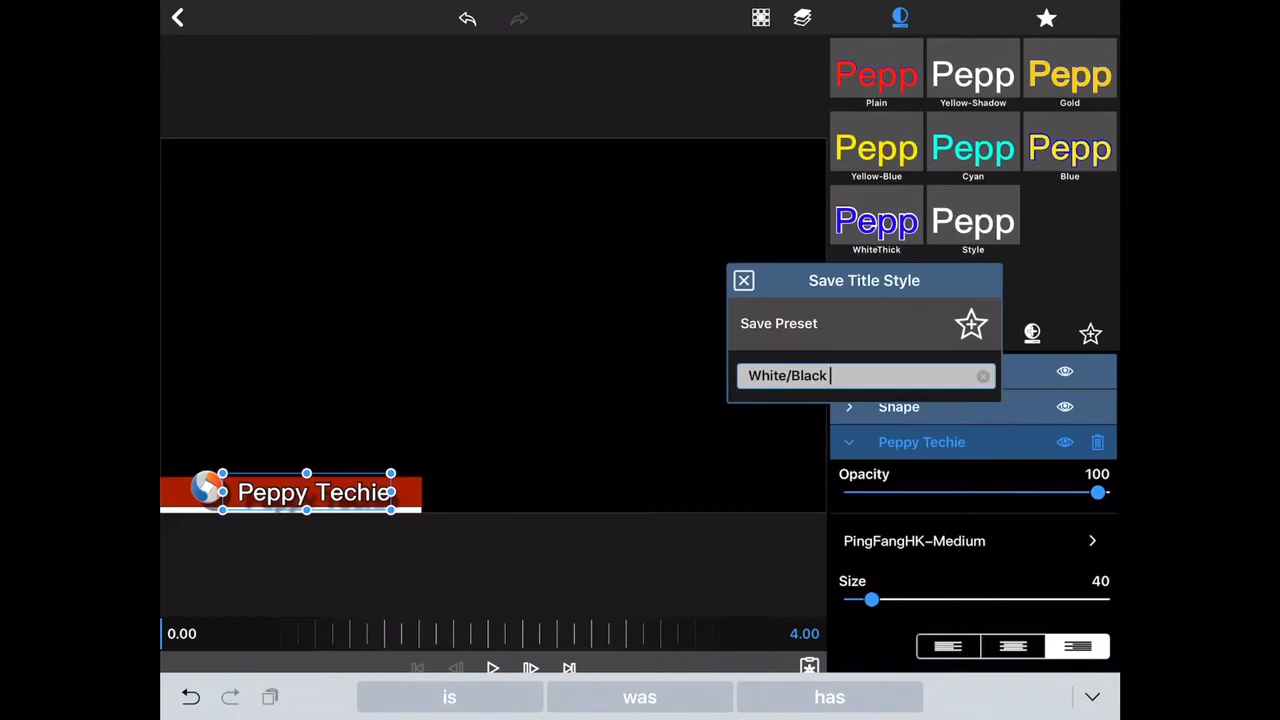 Pepp Pepp Pepp
Plain Yellow-Shadow Gold
Pepp Pepp Pepp
Yellow-Blue Cyan Blue
Pepp Pepp
WhiteThick Style
Save Title Style
Save Preset
White/Black
Shape
Peppy Techie
Opacity 100
Peppy Techie
PingFangHK-Medium
Size 40
0.00 4.00
is was has